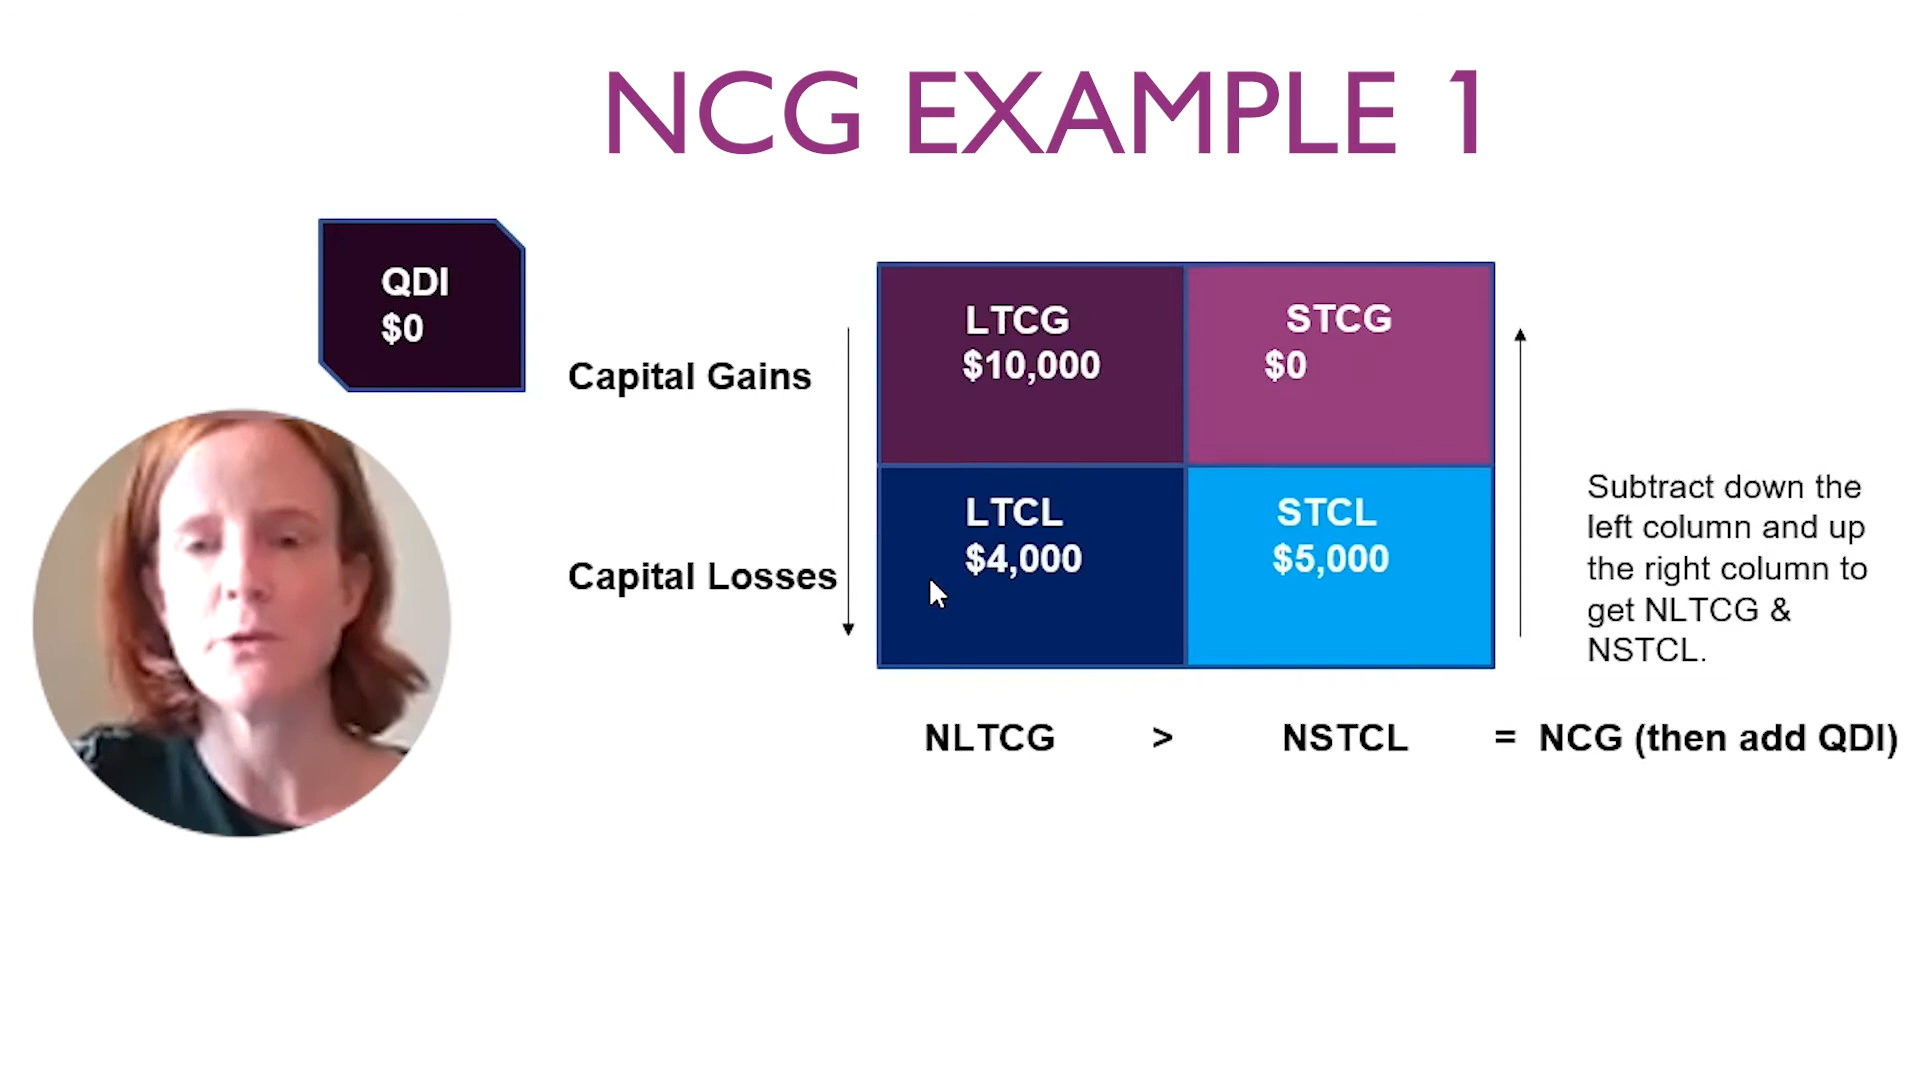 NCG EXAMPLE 1
QDI
$0
Capital Gains
LTCG
$10,000
STCG
$0
Capital Losses
LTCL
$4,000
STCL
$5,000
Subtract down the
left column and up
the right column to
get NLTCG &
NSTCL.
NLTCG > NSTCL = NCG (then add QDI)